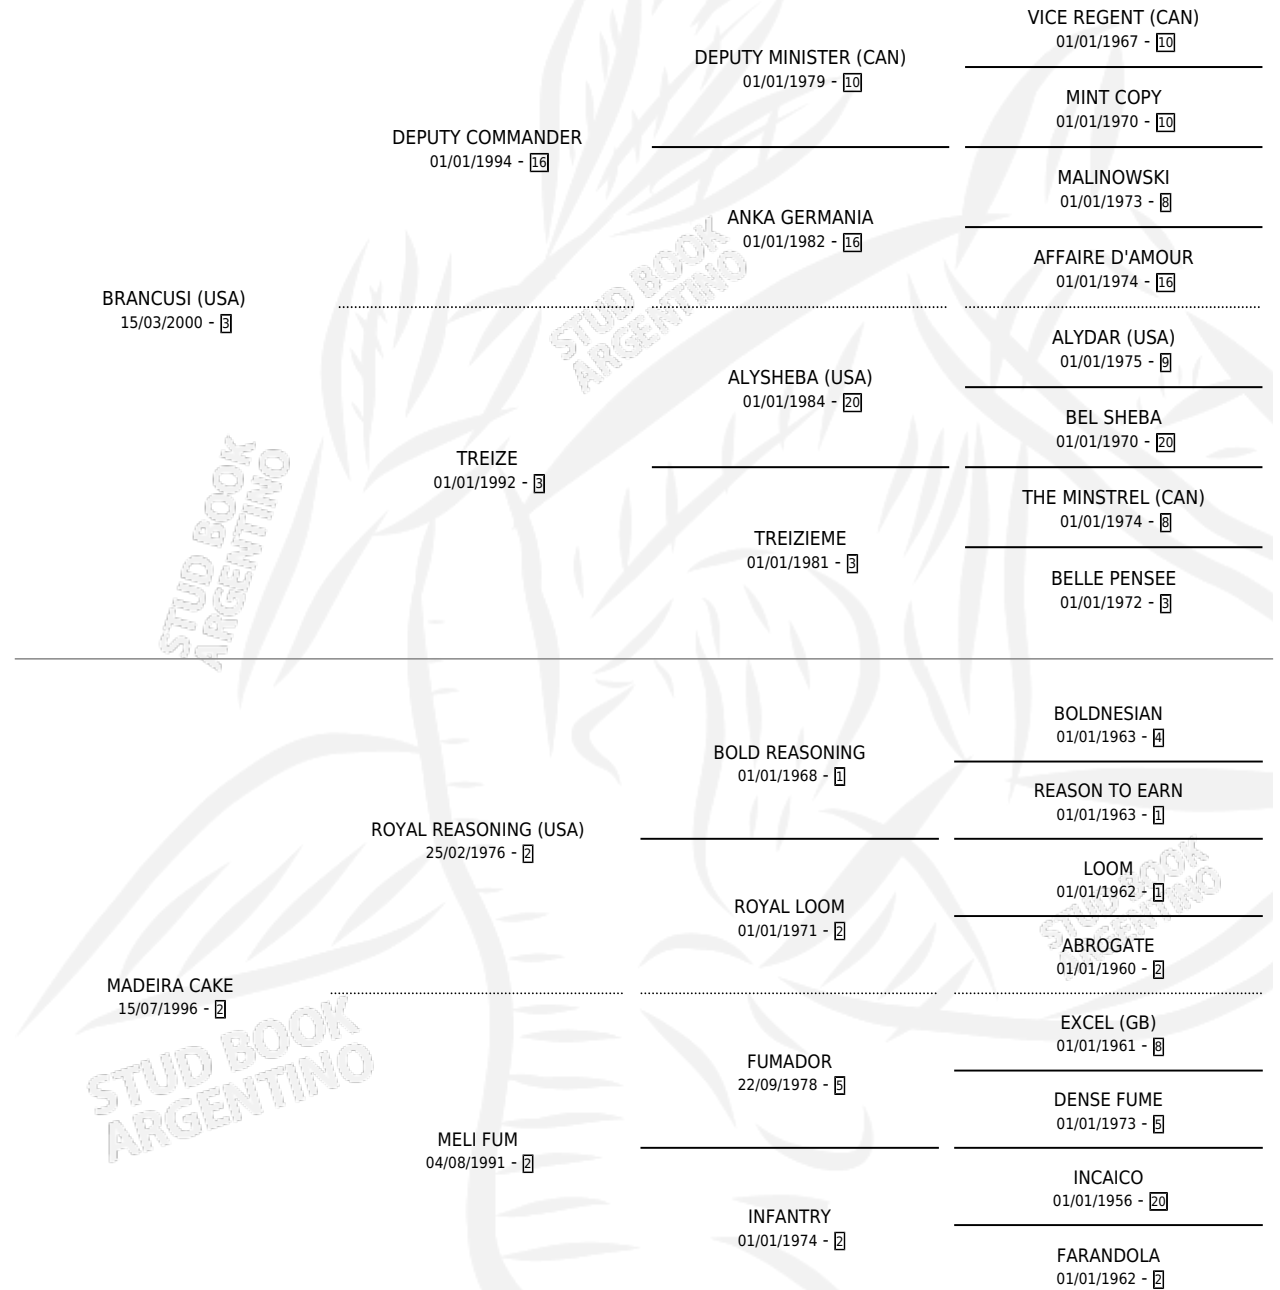 VICE REGENT (CAN)
01/01/1967 - 10
DEPUTY MINISTER (CAN)
01/01/1979 - 10
MINT COPY
01/01/1970 - 10
DEPUTY COMMANDER
01/01/1994 - 16
MALINOWSKI
01/01/1973 - 8
ANKA GERMANIA
01/01/1982 - 16
AFFAIRE D'AMOUR
01/01/1974 - 16
BRANCUSI (USA)
15/03/2000 - 3
ALYDAR (USA)
01/01/1975 - 9
ALYSHEBA (USA)
01/01/1984 - 20
BEL SHEBA
01/01/1970 - 20
TREIZE
01/01/1992 - 3
THE MINSTREL (CAN)
01/01/1974 - 8
TREIZIEME
01/01/1981 - 3
BELLE PENSEE
01/01/1972 - 3
BOLDNESIAN
01/01/1963 - 4
BOLD REASONING
01/01/1968 - 1
REASON TO EARN
01/01/1963 - 1
ROYAL REASONING (USA)
25/02/1976 - 2
LOOM
01/01/1962 - 1
ROYAL LOOM
01/01/1971 - 2
ABROGATE
01/01/1960 - 2
MADEIRA CAKE
15/07/1996 - 2
EXCEL (GB)
01/01/1961 - 8
FUMADOR
22/09/1978 - 5
DENSE FUME
01/01/1973 - 5
MELI FUM
04/08/1991 - 2
INCAICO
01/01/1956 - 20
INFANTRY
01/01/1974 - 2
FARANDOLA
01/01/1962 - 2
STUD BOOK
ARGENTINO
STUD BOOK
ARGENTINO
STUD BOOK
ARGENTINO
STUD BOOK
ARGENTINO